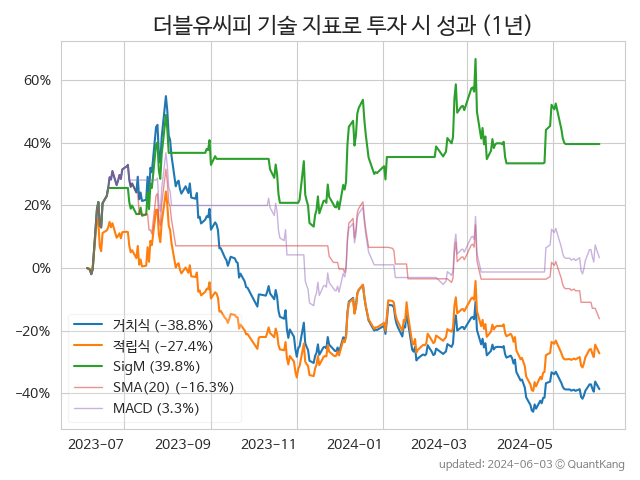 더블유씨피 기술 지표로 투자 시 성과 (1년)
60%
40%
20%
0%
−20%
−40%
거치식 (−38.8%)
적립식 (−27.4%)
SigM (39.8%)
SMA(20) (−16.3%)
MACD (3.3%)
2023−07 2023−09 2023−11 2024−01 2024−03 2024−05
updated: 2024-06-03 © QuantKang